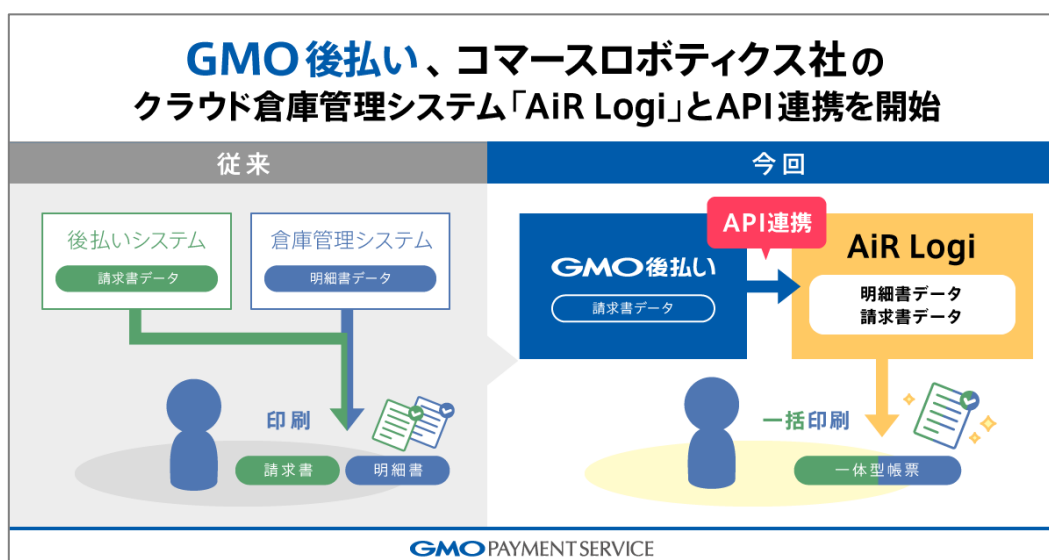 GMO後払い、コマースロボティクス社の
クラウド倉庫管理システム「AiR Logi」とAPI連携を開始
従来
後払いシステム
請求書データ
倉庫管理システム
明細書データ
印刷
請求書
明細書
今回
API連携
GMO後払い
請求書データ
AiR Logi
明細書データ
請求書データ
一括印刷
一体型帳票
GMO PAYMENT SERVICE